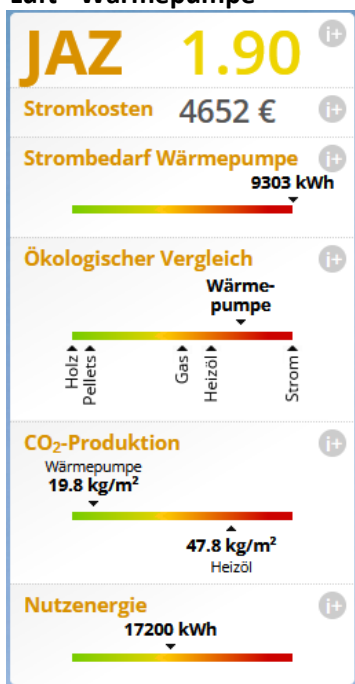 Luft - Wärmepumpe
JAZ 1.90 i+
Stromkosten 4652 € i+
Strombedarf Wärmepumpe i+
9303 kWh
Ökologischer Vergleich i+
Wärme-
pumpe
Holz
Pellets
Gas
Heizöl
Strom
CO₂-Produktion i+
Wärmepumpe
19.8 kg/m²
47.8 kg/m²
Heizöl
Nutzenergie i+
17200 kWh